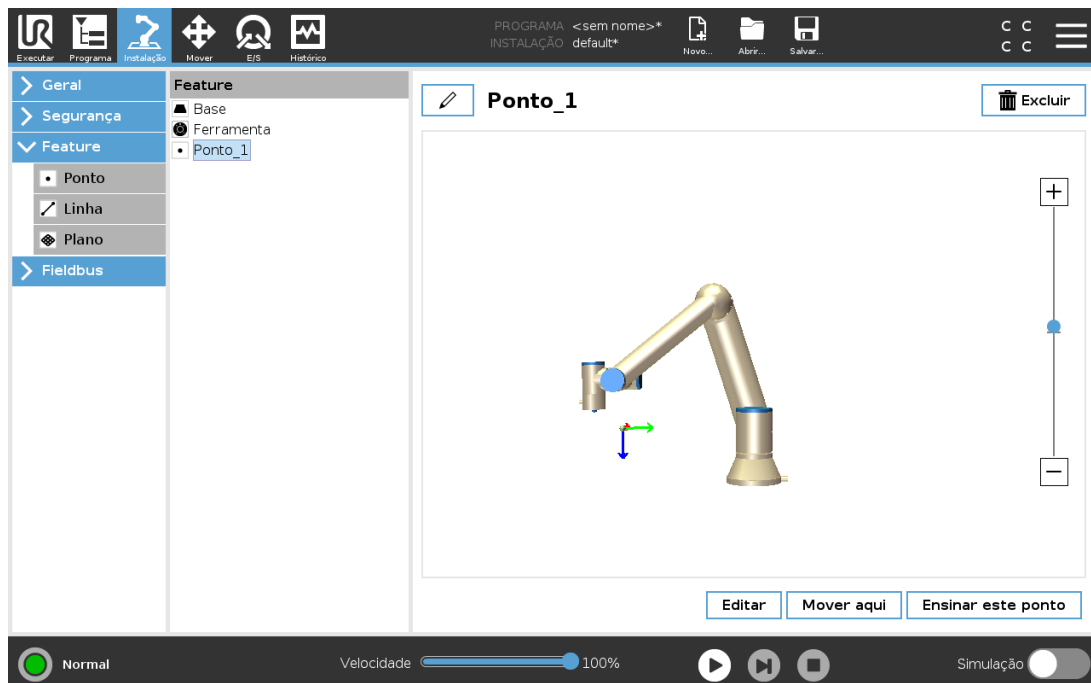 PROGRAMA <sem nome>*
INSTALAÇÃO default*
C C
C C
Executar Programa Instalação Mover E/S Histórico Novo... Abrir... Salvar...
Geral
Segurança
Feature
Ponto
Linha
Plano
Fieldbus
Feature
Base
Ferramenta
Ponto_1
Ponto_1
Excluir
Editar Mover aqui Ensinar este ponto
Normal Velocidade 100% Simulação